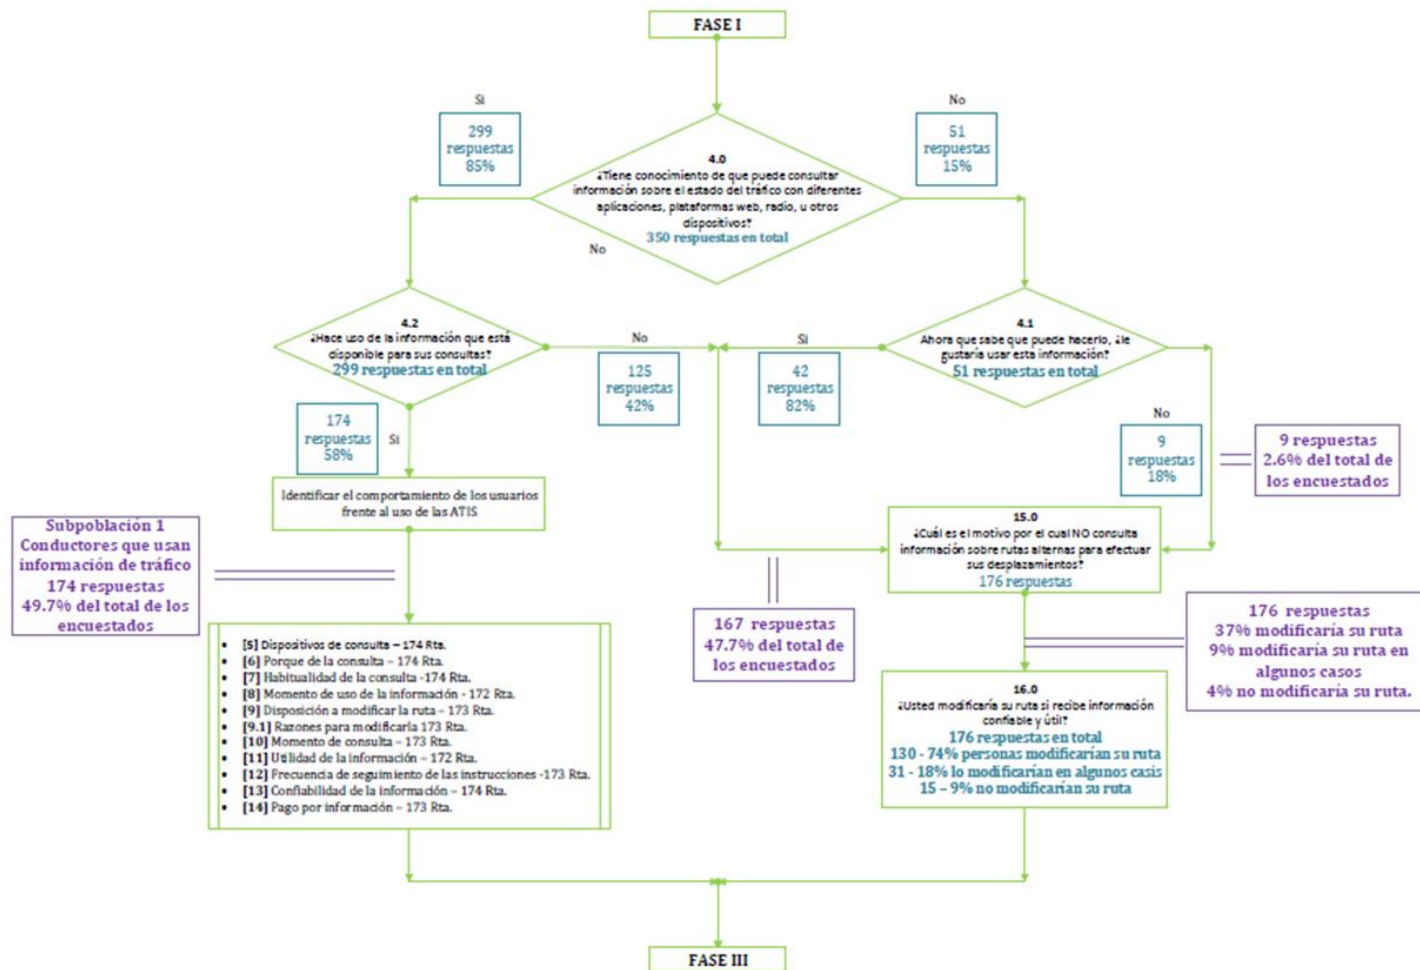 FASE I
Si
299
respuestas
85%
No
51
respuestas
15%
4.0
¿Tiene conocimiento de que puede consultar
información sobre el estado del tráfico con diferentes
aplicaciones, plataformas web, radio, u otros
dispositivos?
350 respuestas en total
No
4.2
¿Hace uso de la información que está
disponible para sus consultas?
299 respuestas en total
No
125
respuestas
42%
Si
42
respuestas
82%
4.1
Ahora que sabe que puede hacerlo, ¿le
gustaría usar esta información?
51 respuestas en total
174
respuestas
58%
Si
No
9
respuestas
18%
9 respuestas
2.6% del total de
los encuestados
Identificar el comportamiento de los usuarios
frente al uso de las ATIS
Subpoblación 1
Conductores que usan
información de tráfico
174 respuestas
49.7% del total de los
encuestados
15.0
¿Cuál es el motivo por el cual NO consulta
información sobre rutas alternas para efectuar
sus desplazamientos?
176 respuestas
167 respuestas
47.7% del total de
los encuestados
176 respuestas
37% modificaría su ruta
9% modificaría su ruta en
algunos casos
4% no modificaría su ruta.
• [5] Dispositivos de consulta – 174 Rta.
• [6] Porque de la consulta – 174 Rta.
• [7] Habitualidad de la consulta -174 Rta.
• [8] Momento de uso de la información - 172 Rta.
• [9] Disposición a modificar la ruta – 173 Rta.
• [9.1] Razones para modificarla 173 Rta.
• [10] Momento de consulta – 173 Rta.
• [11] Utilidad de la información – 172 Rta.
• [12] Frecuencia de seguimiento de las instrucciones -173 Rta.
• [13] Confiabilidad de la información – 174 Rta.
• [14] Pago por información – 173 Rta.
16.0
¿Usted modificaría su ruta si recibe información
confiable y útil?
176 respuestas en total
130 - 74% personas modificarían su ruta
31 - 18% lo modificarían en algunos casis
15 – 9% no modificarían su ruta
FASE III